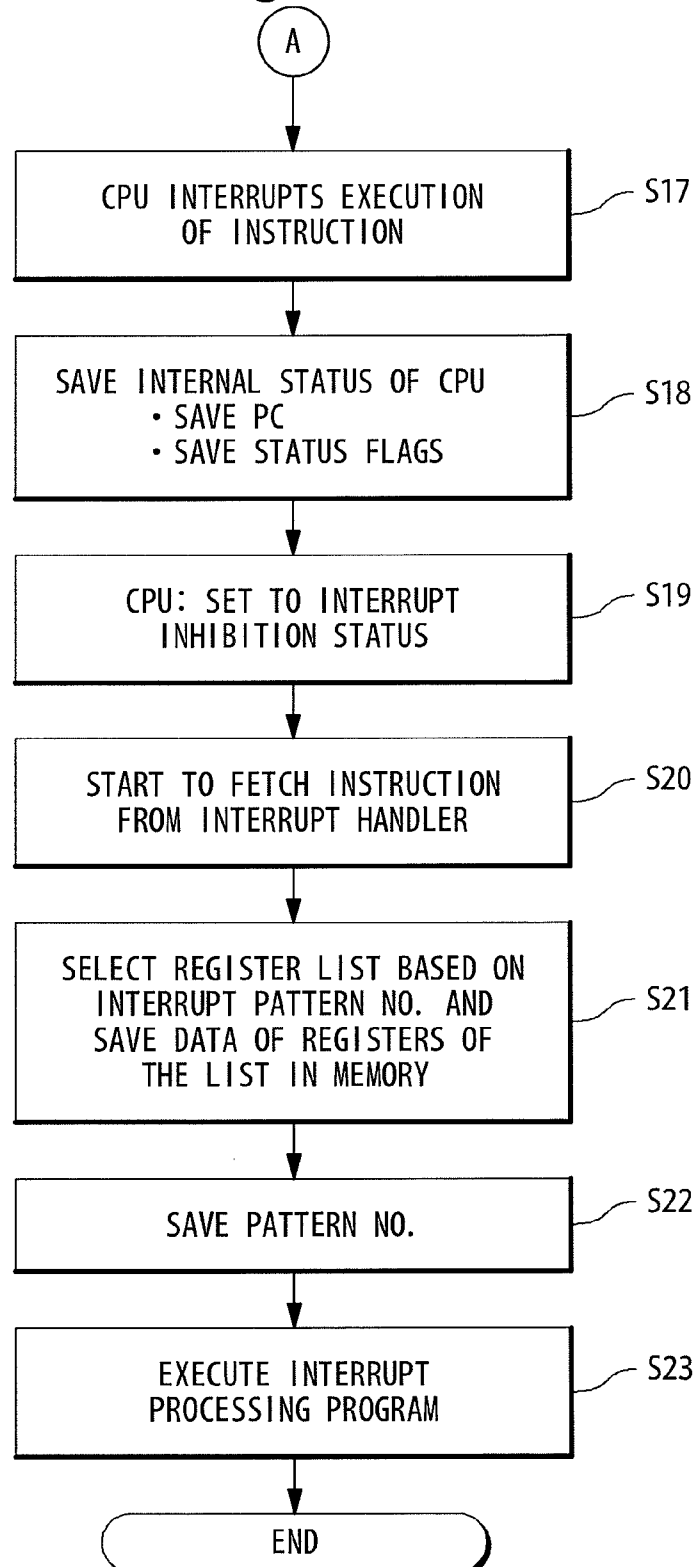 A
CPU INTERRUPTS EXECUTION
OF INSTRUCTION
S17
SAVE INTERNAL STATUS OF CPU
• SAVE PC
• SAVE STATUS FLAGS
S18
CPU: SET TO INTERRUPT
INHIBITION STATUS
S19
START TO FETCH INSTRUCTION
FROM INTERRUPT HANDLER
S20
SELECT REGISTER LIST BASED ON
INTERRUPT PATTERN NO. AND
SAVE DATA OF REGISTERS OF
THE LIST IN MEMORY
S21
SAVE PATTERN NO.
S22
EXECUTE INTERRUPT
PROCESSING PROGRAM
S23
END